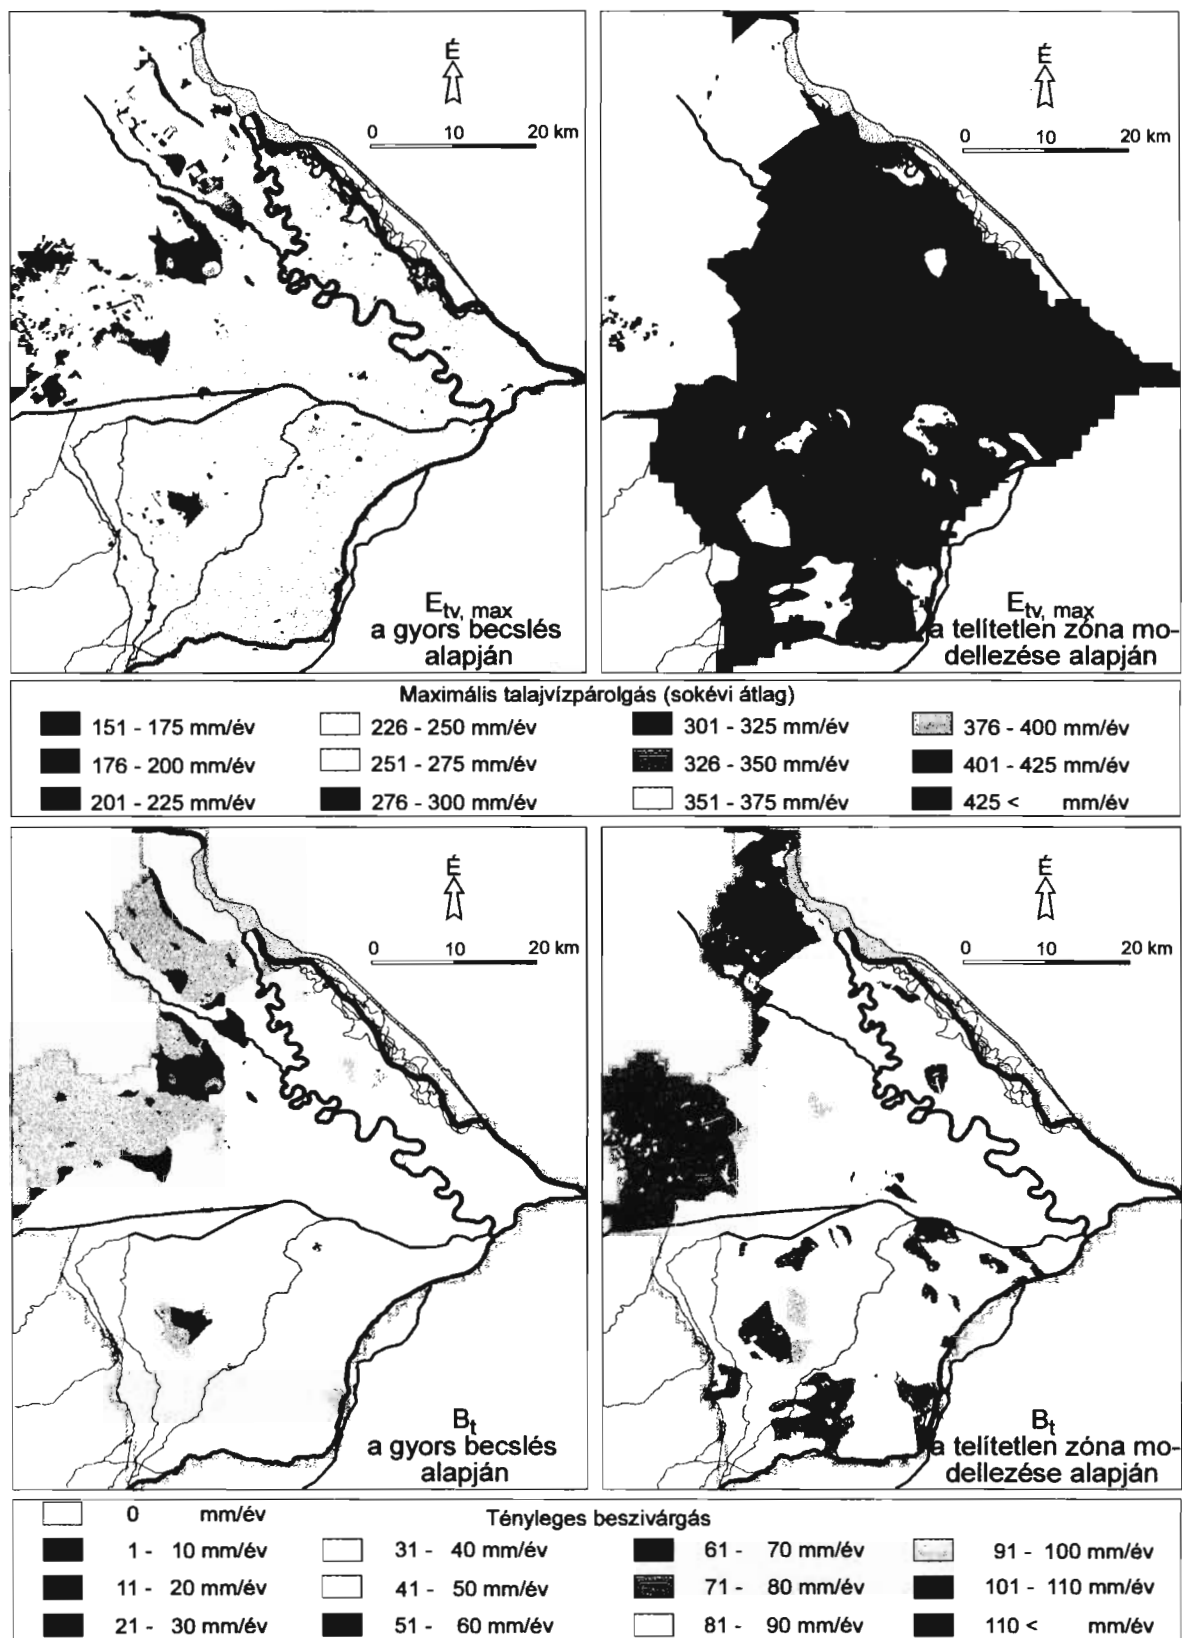 É
0 10 20 km
E tv, max
a gyors becslés
alapján
É
0 10 20 km
E tv, max
a telítetlen zóna mo-
dellezése alapján
Maximális talajvízpárolgás (sokévi átlag)
151 - 175 mm/év
176 - 200 mm/év
201 - 225 mm/év
226 - 250 mm/év
251 - 275 mm/év
276 - 300 mm/év
301 - 325 mm/év
326 - 350 mm/év
351 - 375 mm/év
376 - 400 mm/év
401 - 425 mm/év
425 < mm/év
É
0 10 20 km
B t
a gyors becslés
alapján
É
0 10 20 km
B t
a telítetlen zóna mo-
dellezése alapján
Tényleges beszivárgás
0 mm/év
1 - 10 mm/év
11 - 20 mm/év
21 - 30 mm/év
31 - 40 mm/év
41 - 50 mm/év
51 - 60 mm/év
61 - 70 mm/év
71 - 80 mm/év
81 - 90 mm/év
91 - 100 mm/év
101 - 110 mm/év
110 < mm/év